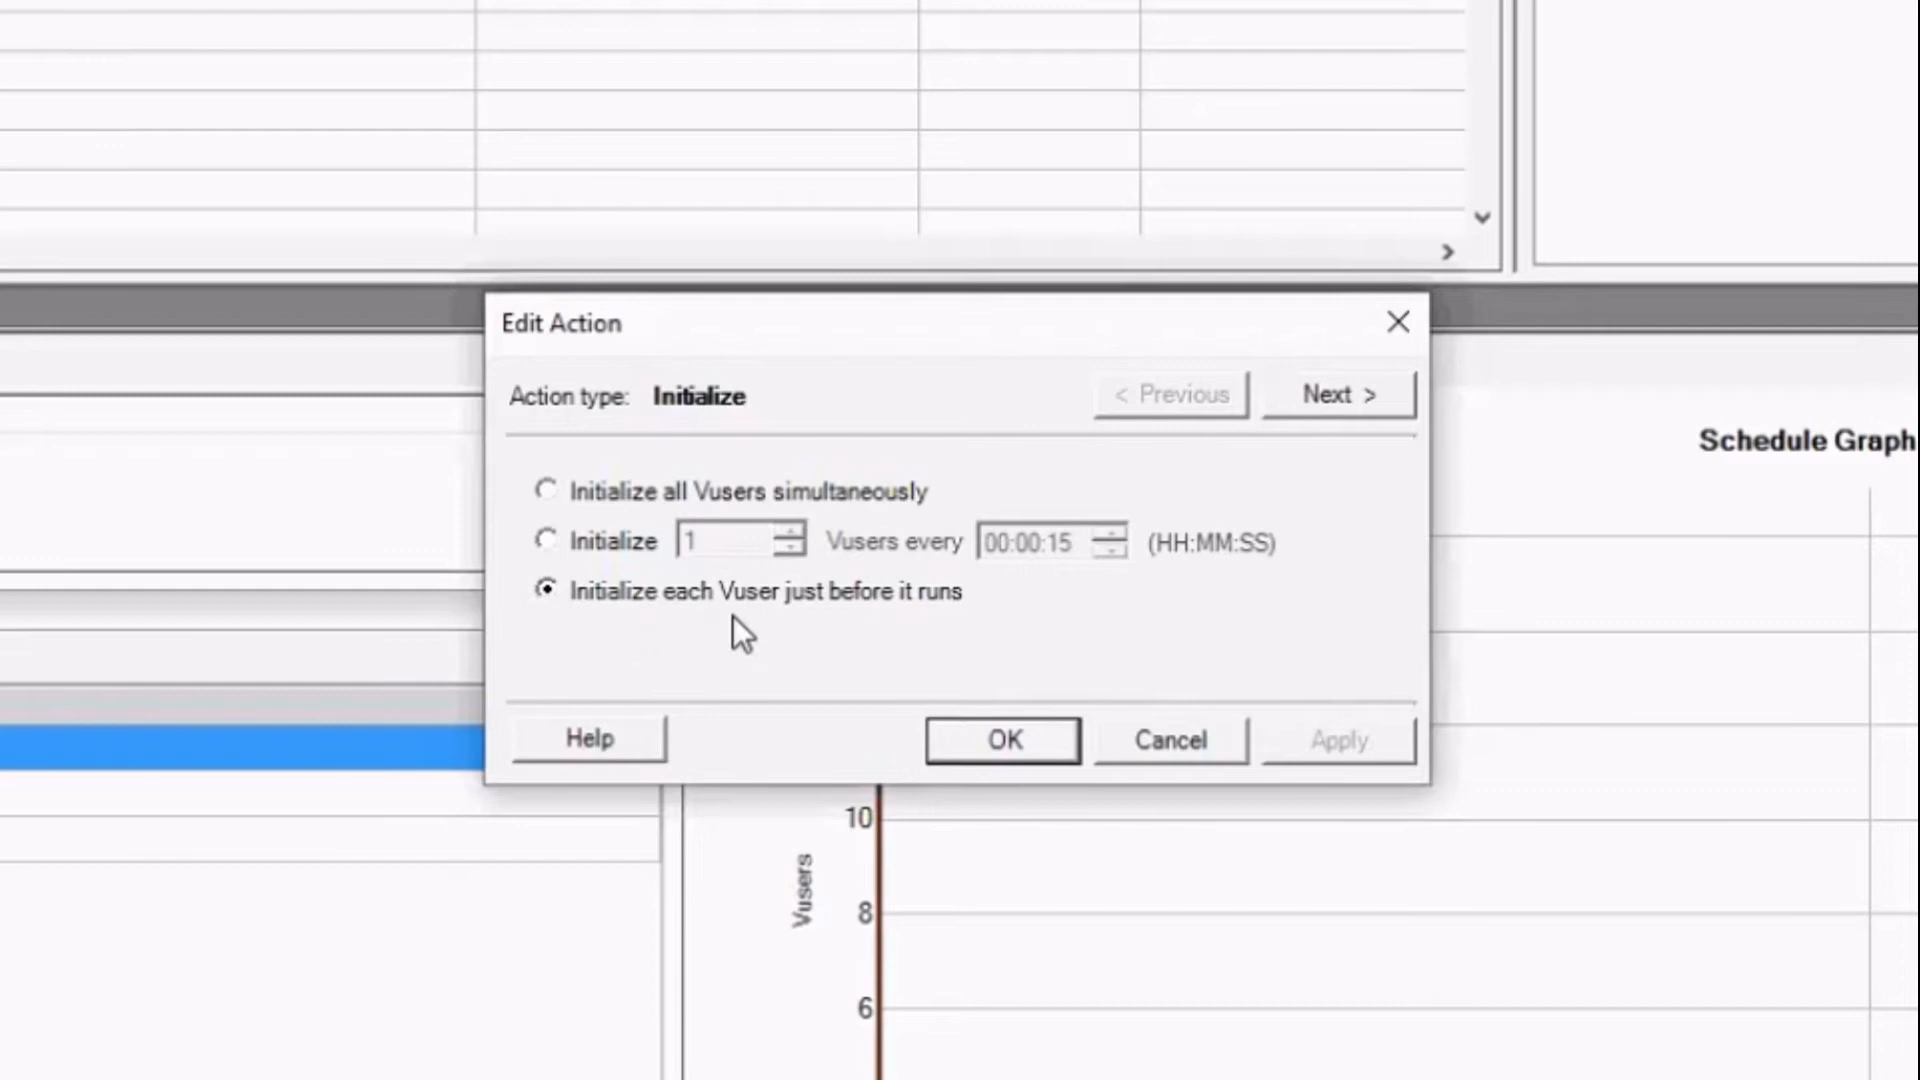 Edit Action
Action type: Initialize
< Previous
Next >
Schedule Graph
Initialize all Vusers simultaneously
Initialize 1 Vusers every 00:00:15 (HH:MM:SS)
Initialize each Vuser just before it runs
Help
OK
Cancel
Apply
10
Vusers
8
6